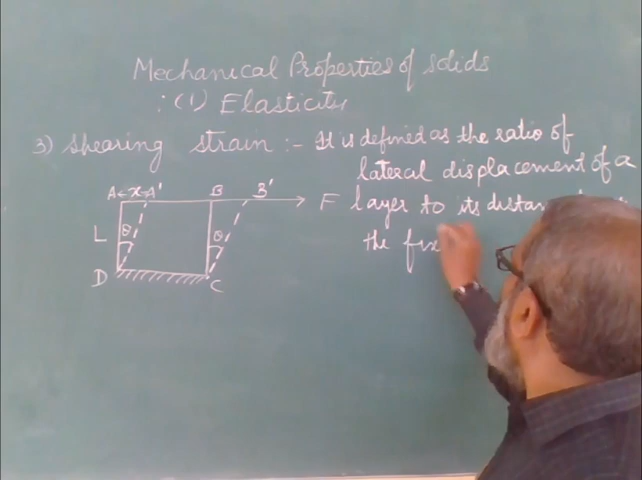 Mechanical Properties of solids
:(1) Elasticity
3) Shearing strain :- It is defined as the ratio of
lateral displacement of a
layer to its
the
A←x→A' B B' F
L θ θ
D C